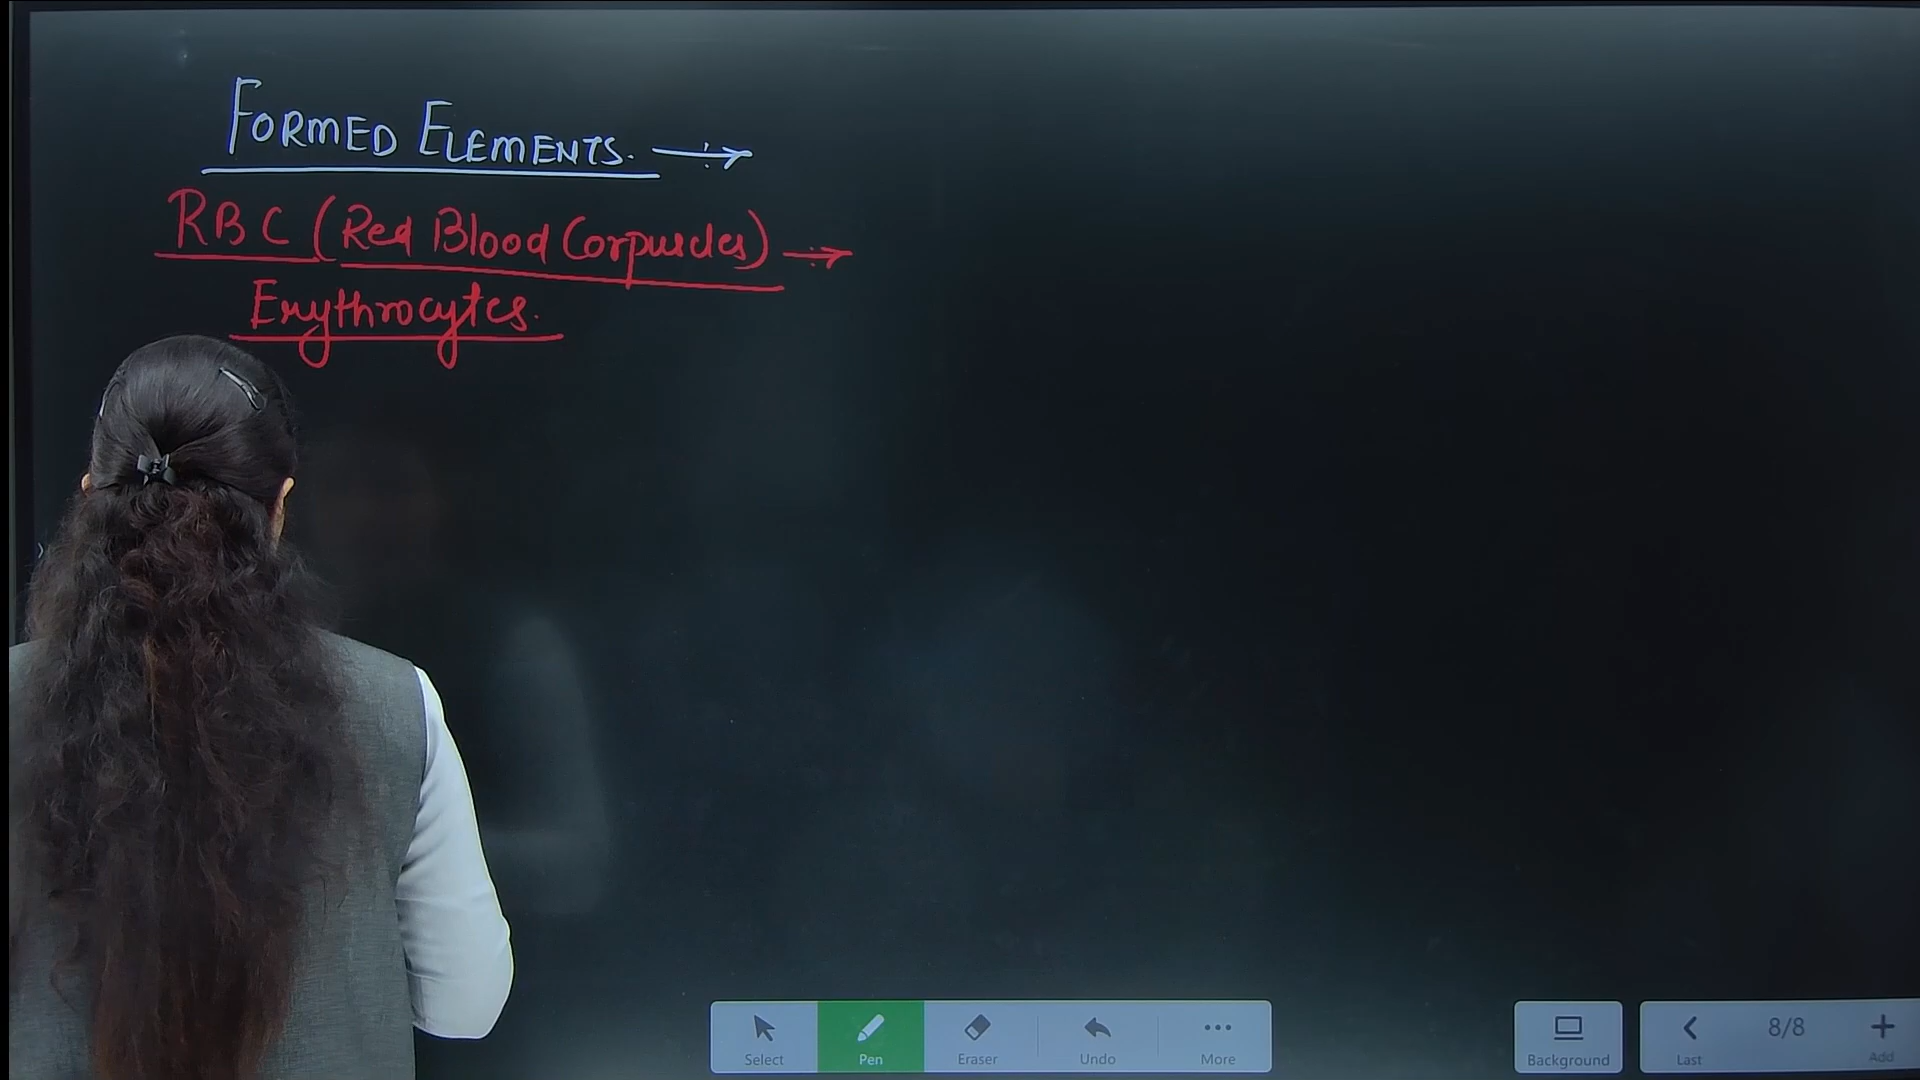 FORMED ELEMENTS. →
RBC (Red Blood Corpuscles) →
Erythrocytes.
Select Pen Eraser Undo More Background Last 8/8 Add